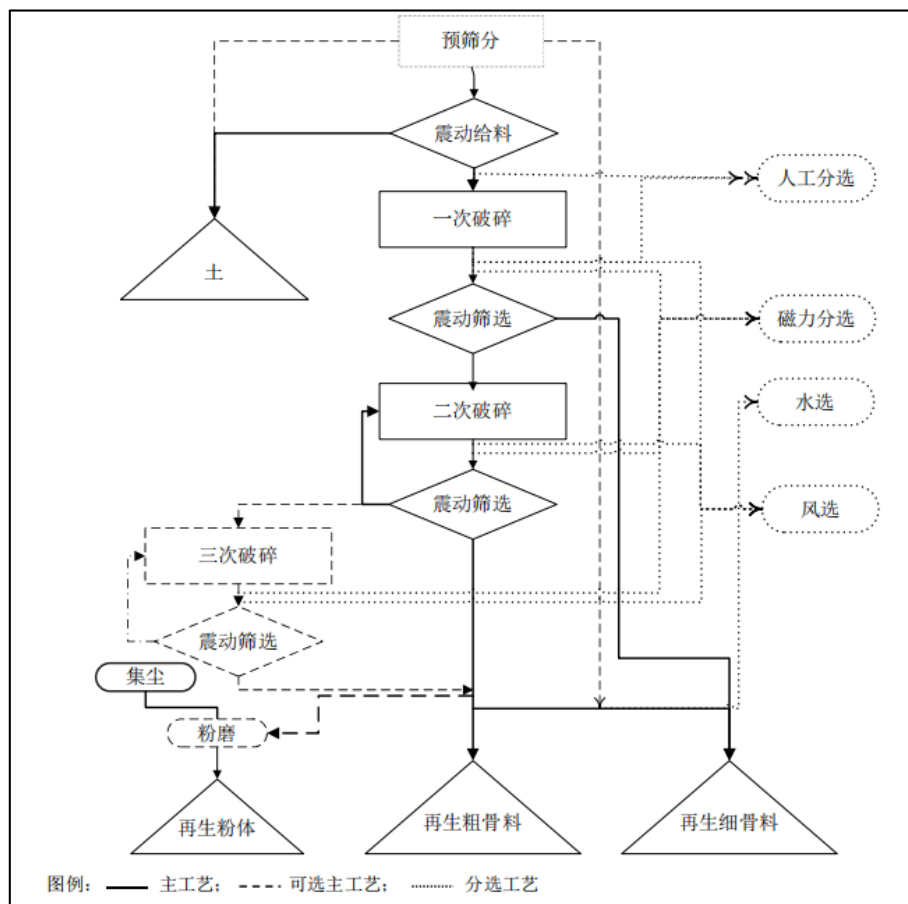 预筛分
震动给料
人工分选
一次破碎
土
震动筛选
磁力分选
二次破碎
水选
震动筛选
风选
三次破碎
震动筛选
集尘
粉磨
再生粉体
再生粗骨料
再生细骨料
图例： 主工艺； 可选主工艺； 分选工艺